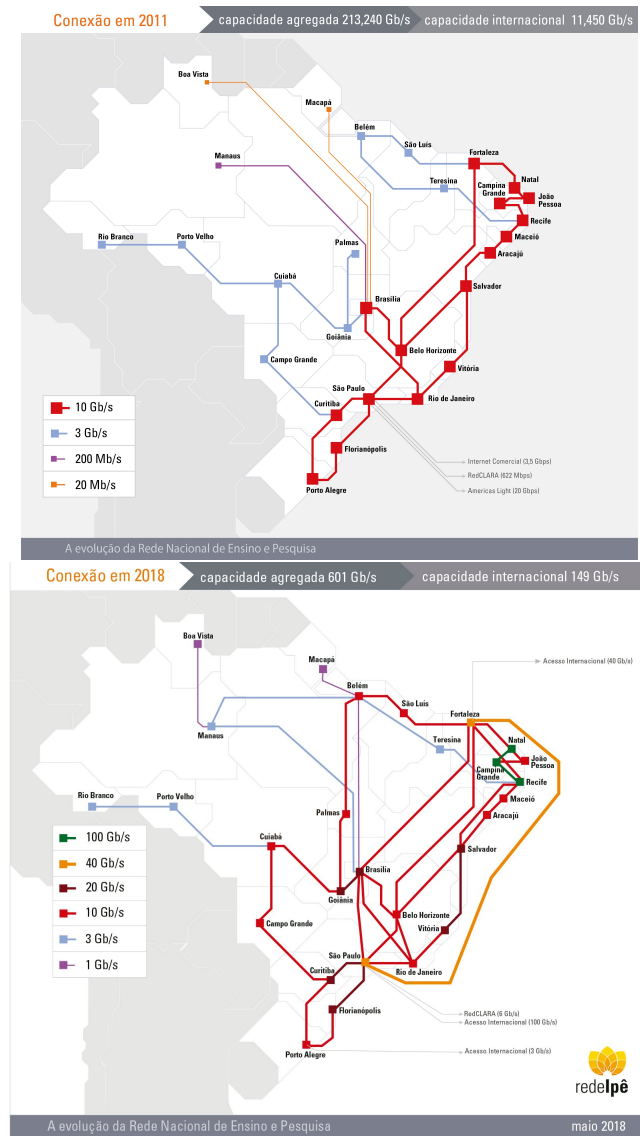 Conexão em 2011
capacidade agregada 213,240 Gb/s
capacidade internacional 11,450 Gb/s
Boa Vista
Macapá
Belém
São Luís
Manaus
Fortaleza
Teresina
Campina
Grande
Natal
João
Pessoa
Recife
Rio Branco
Porto Velho
Palmas
Maceió
Aracajú
Cuiabá
Salvador
Brasília
Goiânia
Belo Horizonte
Campo Grande
Vitória
São Paulo
Rio de Janeiro
Curitiba
10 Gb/s
3 Gb/s
200 Mb/s
20 Mb/s
Florianópolis
Internet Comercial (3,5 Gbps)
RedCLARA (622 Mbps)
Americas Light (20 Gbps)
Porto Alegre
A evolução da Rede Nacional de Ensino e Pesquisa
Conexão em 2018
capacidade agregada 601 Gb/s
capacidade internacional 149 Gb/s
Boa Vista
Macapá
Acesso Internacional (40 Gb/s)
Belém
São Luís
Fortaleza
Manaus
Teresina
Natal
João
Pessoa
Campina
Grande
Recife
Rio Branco
Porto Velho
Maceió
Palmas
Aracajú
Cuiabá
Salvador
100 Gb/s
40 Gb/s
20 Gb/s
10 Gb/s
3 Gb/s
1 Gb/s
Brasília
Goiânia
Belo Horizonte
Campo Grande
Vitória
São Paulo
Curitiba
Rio de Janeiro
Florianópolis
RedCLARA (6 Gb/s)
Acesso Internacional (100 Gb/s)
Porto Alegre
Acesso Internacional (3 Gb/s)
redeIpê
A evolução da Rede Nacional de Ensino e Pesquisa
maio 2018